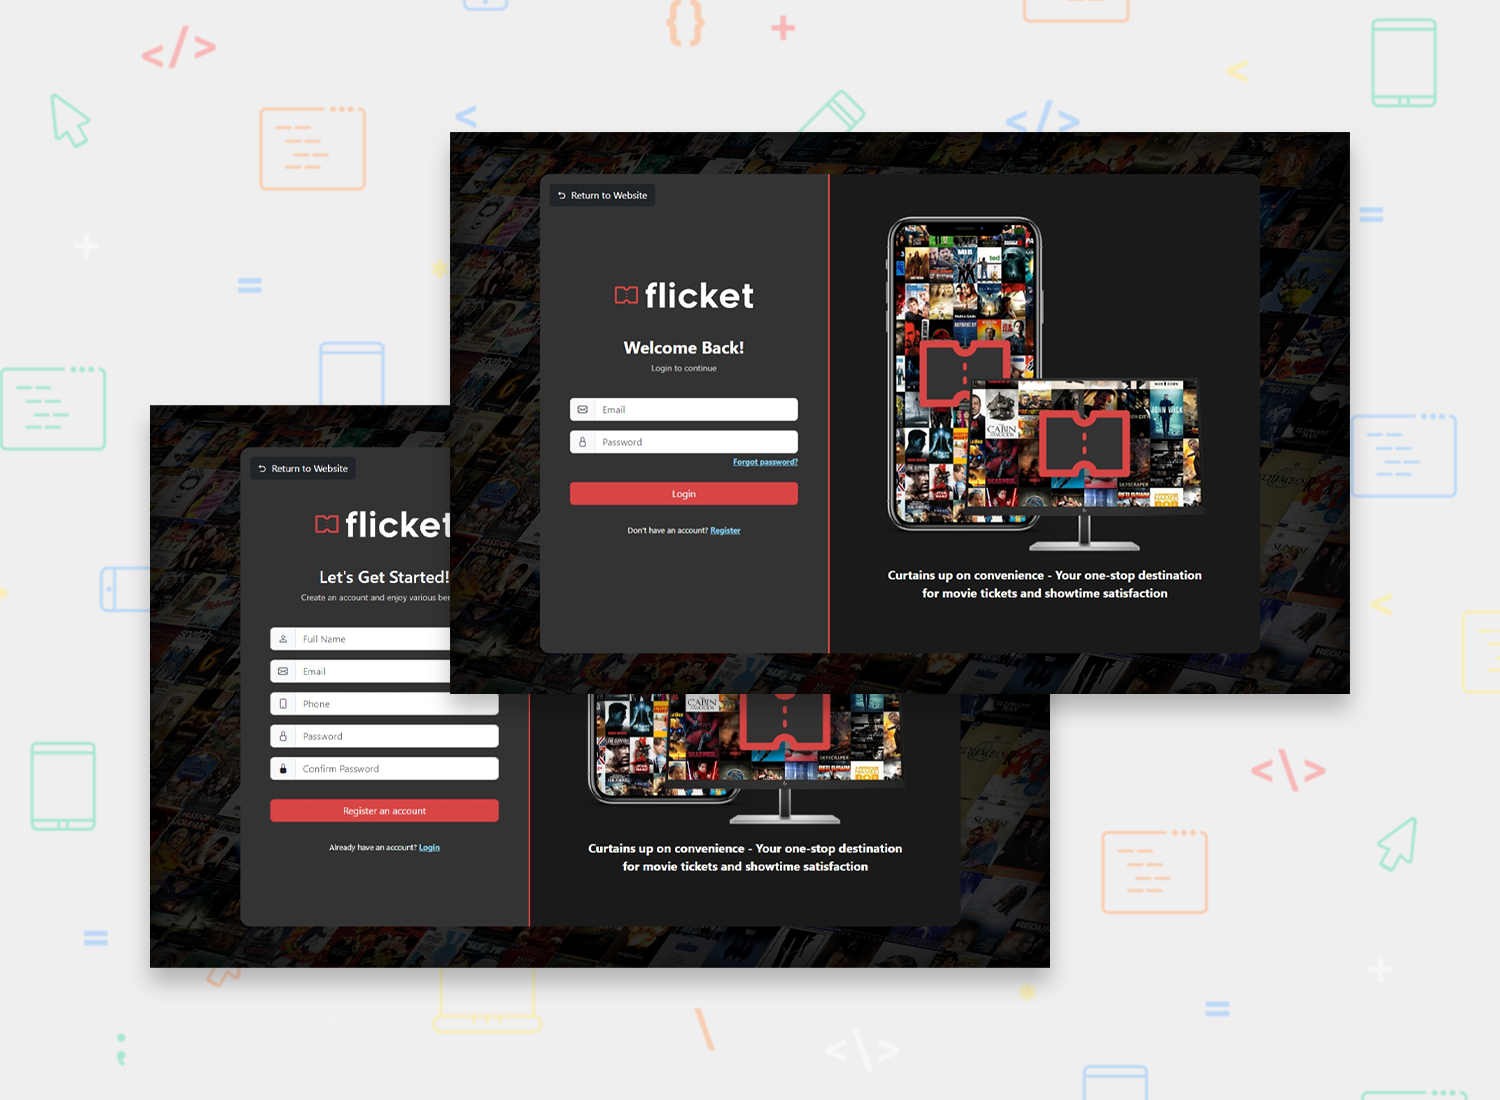 Return to Website
flicket
Welcome Back!
Login to continue
Email
Password
Forgot password?
Login
Don't have an account? Register
Curtains up on convenience - Your one-stop destination
for movie tickets and showtime satisfaction
Return to Website
flicket
Let's Get Started!
Create an account and enjoy various
Full Name
Email
Phone
Password
Confirm Password
Register an account
Already have an account? Login
Curtains up on convenience - Your one-stop destination
for movie tickets and showtime satisfaction